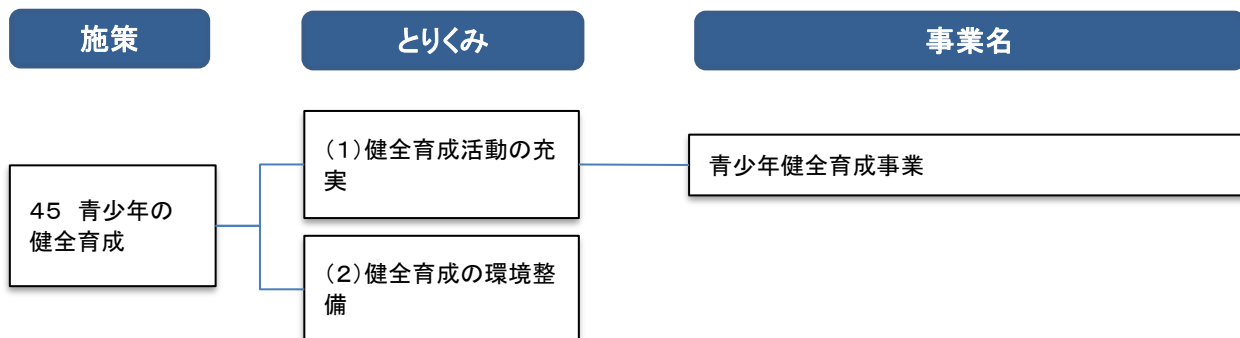 施策
とりくみ
事業名
(1)健全育成活動の充
実
青少年健全育成事業
45 青少年の
健全育成
(2)健全育成の環境整
備